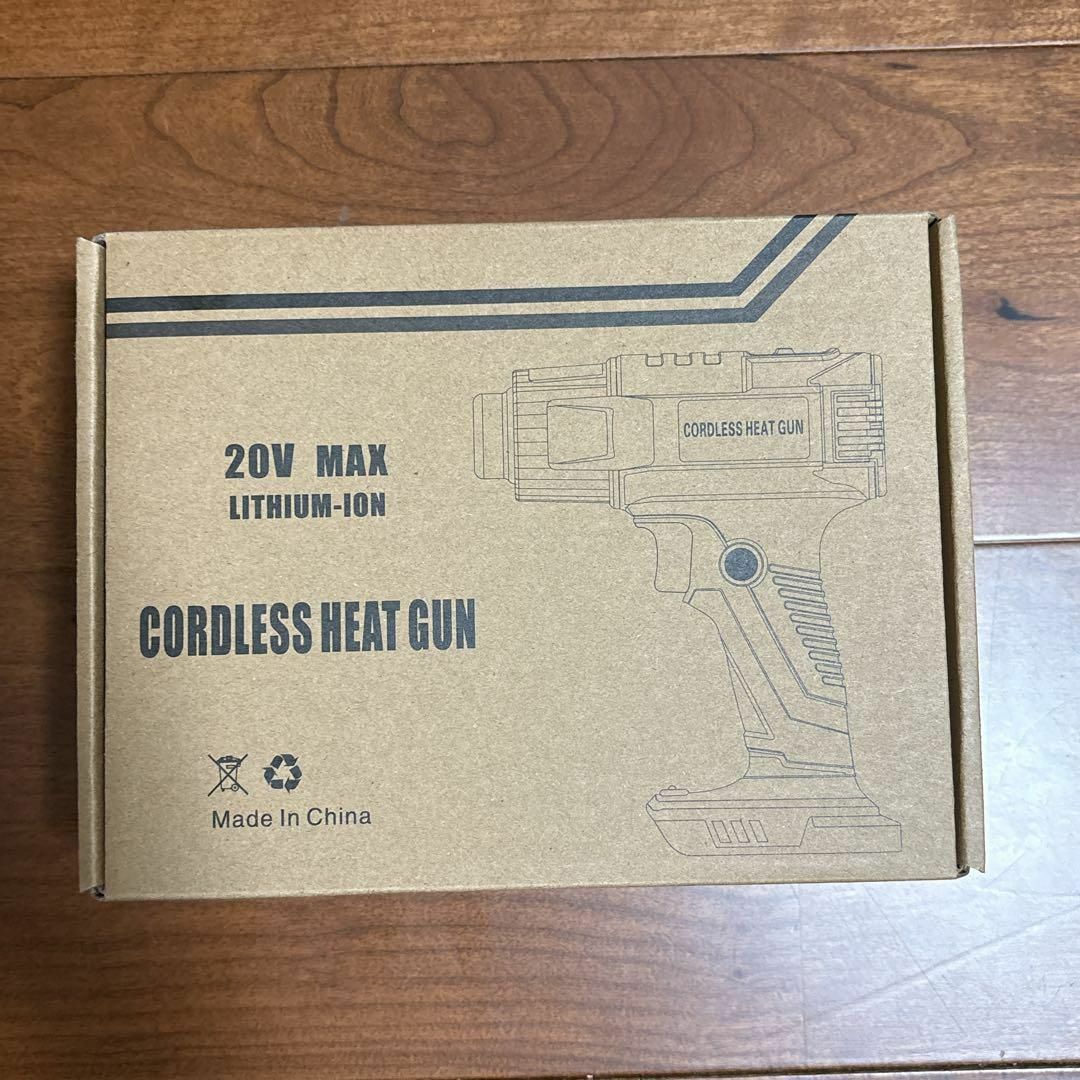 CORDLESS HEAT GUN
20V MAX
LITHIUM-ION
CORDLESS HEAT GUN
Made In China